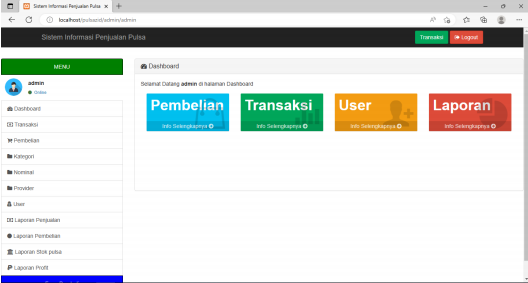 Sistem Informasi Penjualan Pulsa
localhost/pulsazid/admin/admin
Sistem Informasi Penjualan Pulsa
Transaksi
Logout
MENU
admin
Online
Dashboard
Transaksi
Pembelian
Kategori
Nominal
Provider
User
Laporan Penjualan
Laporan Pembelian
Laporan Stok pulsa
Laporan Profit
Dashboard
Selamat Datang admin di halaman Dashboard
Pembelian
Info Selengkapnya
Transaksi
Info Selengkapnya
User
Info Selengkapnya
Laporan
Info Selengkapnya